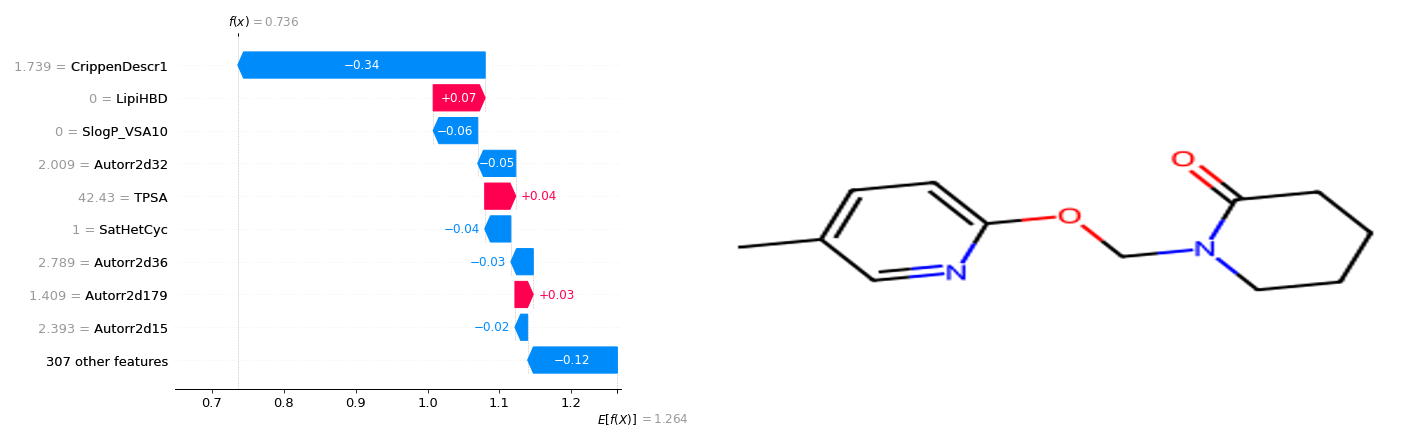 f(x) = 0.736
1.739 = CrippenDescr1
−0.34
0 = LipiHBD
+0.07
0 = SlogP_VSA10
−0.06
2.009 = Autorr2d32
−0.05
42.43 = TPSA
+0.04
1 = SatHetCyc
−0.04
2.789 = Autorr2d36
−0.03
1.409 = Autorr2d179
+0.03
2.393 = Autorr2d15
−0.02
307 other features
−0.12
0.7 0.8 0.9 1.0 1.1 1.2
E[f(X)] = 1.264
O
O
N
N